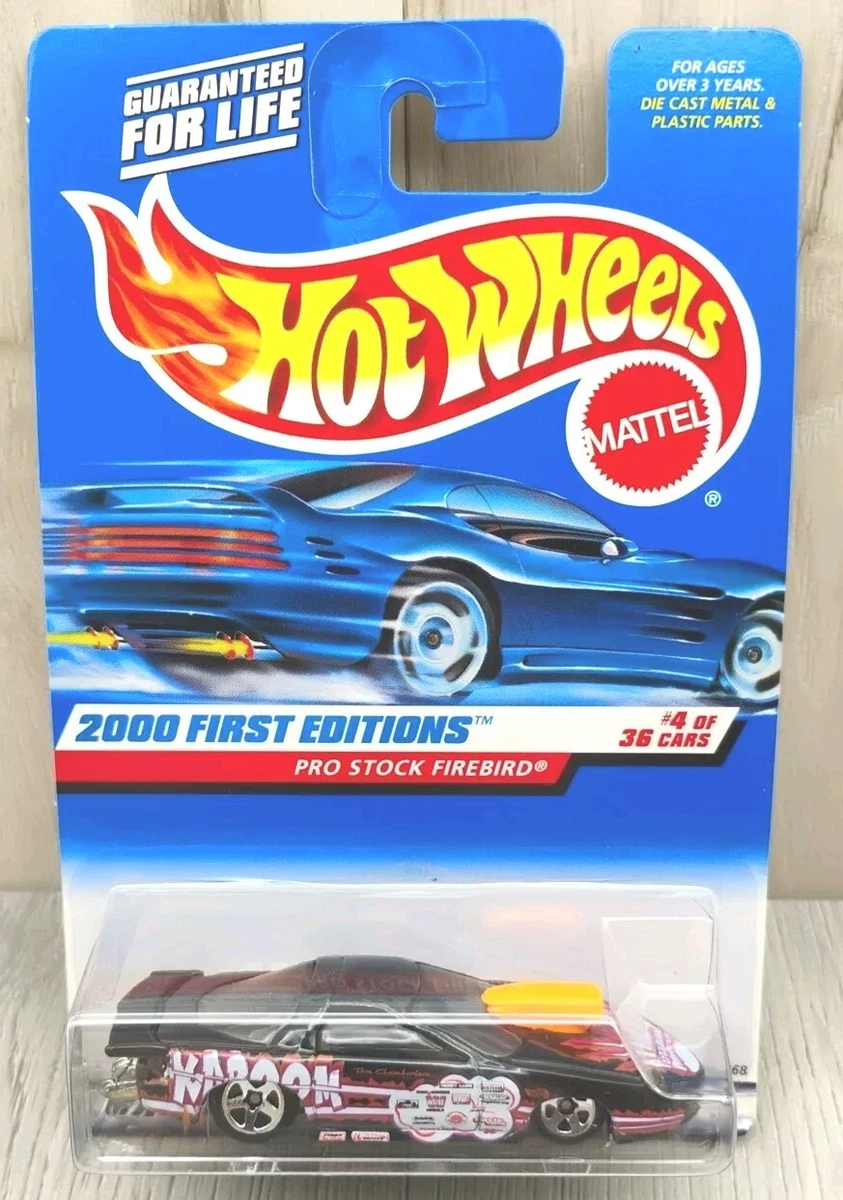 GUARANTEED
FOR LIFE
FOR AGES
OVER 3 YEARS.
DIE CAST METAL &
PLASTIC PARTS.
HOT WHEELS
MATTEL
®
2000 FIRST EDITIONS™
#4 OF
36 CARS
PRO STOCK FIREBIRD®
68
KABOOM